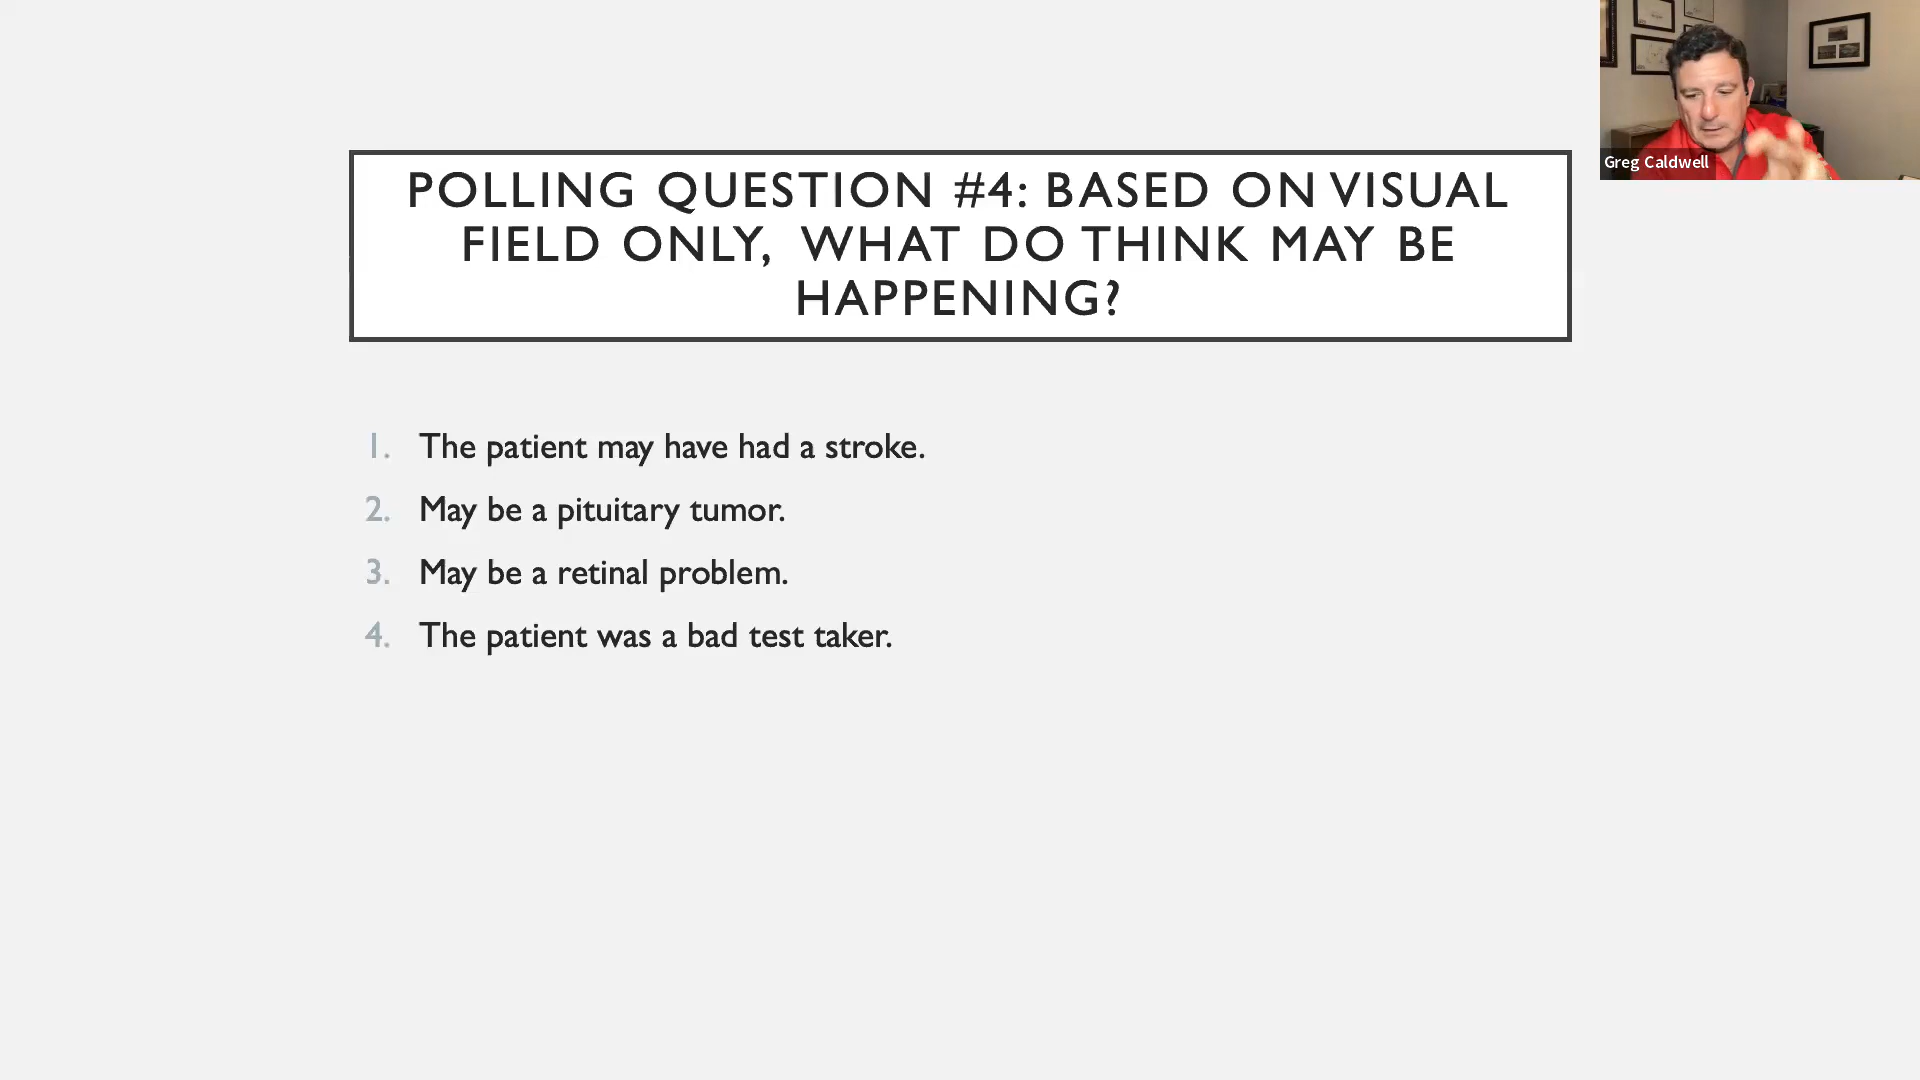 Greg Caldwell
POLLING QUESTION #4: BASED ON VISUAL
FIELD ONLY, WHAT DO THINK MAY BE
HAPPENING?
1. The patient may have had a stroke.
2. May be a pituitary tumor.
3. May be a retinal problem.
4. The patient was a bad test taker.